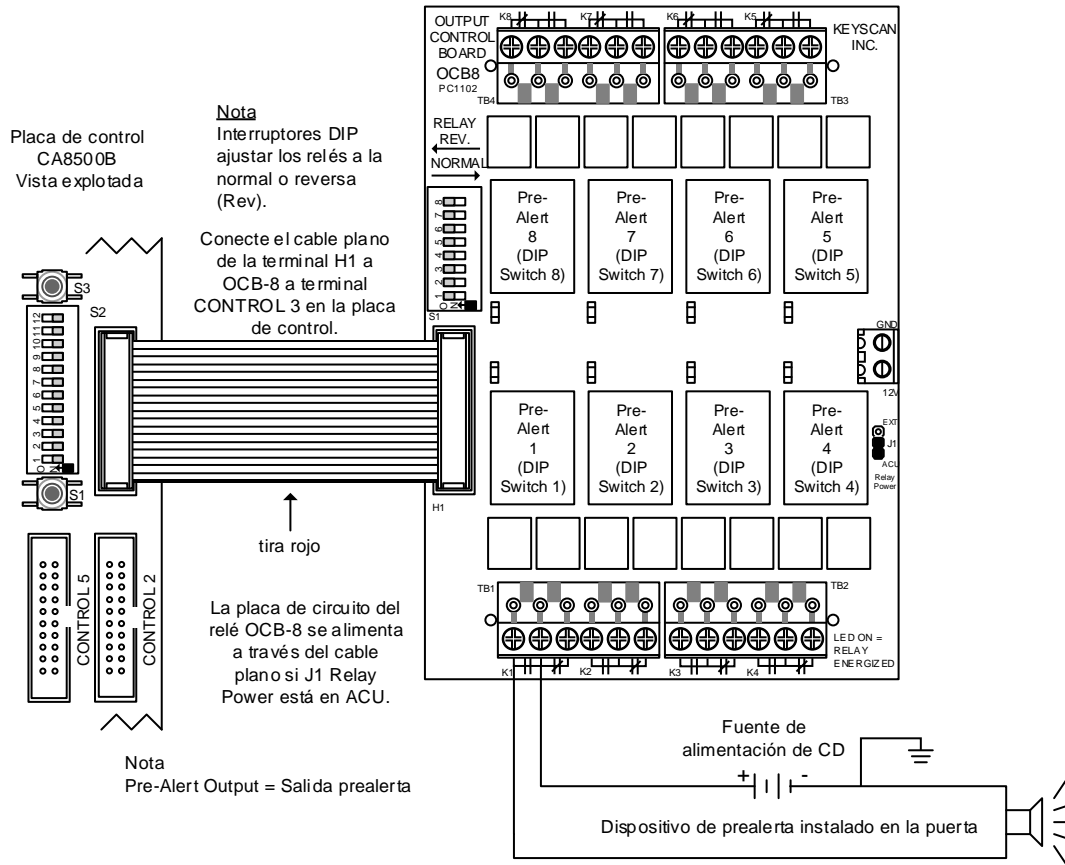 OUTPUT
CONTROL
BOARD
OCB8
PC1102
K8
K7
K6
K5
KEYSCAN
INC.
TB4
TB3
Placa de control
CA8500B
Vista explotada
Nota
Interruptores DIP
ajustar los relés a la
normal o reversa
(Rev).
Conecte el cable plano
de la terminal H1 a
OCB-8 a terminal
CONTROL 3 en la placa
de control.
RELAY
REV.
NORMAL
8
7
6
5
4
3
2
1
O N
S1
Pre-
Alert
8
(DIP
Switch 8)
Pre-
Alert
7
(DIP
Switch 7)
Pre-
Alert
6
(DIP
Switch 6)
Pre-
Alert
5
(DIP
Switch 5)
S3
S2
12
11
10
9
8
7
6
5
4
3
2
1
O N
S1
GND
12V
EXT
J1
ACU
Relay
Power
Pre-
Alert
1
(DIP
Switch 1)
Pre-
Alert
2
(DIP
Switch 2)
Pre-
Alert
3
(DIP
Switch 3)
Pre-
Alert
4
(DIP
Switch 4)
H1
tira rojo
CONTROL 5
CONTROL 2
La placa de circuito del
relé OCB-8 se alimenta
a través del cable
plano si J1 Relay
Power está en ACU.
TB1
TB2
K1
K2
K3
K4
LED ON =
RELAY
ENERGIZED
Nota
Pre-Alert Output = Salida prealerta
Fuente de
alimentación de CD
+ -
Dispositivo de prealerta instalado en la puerta